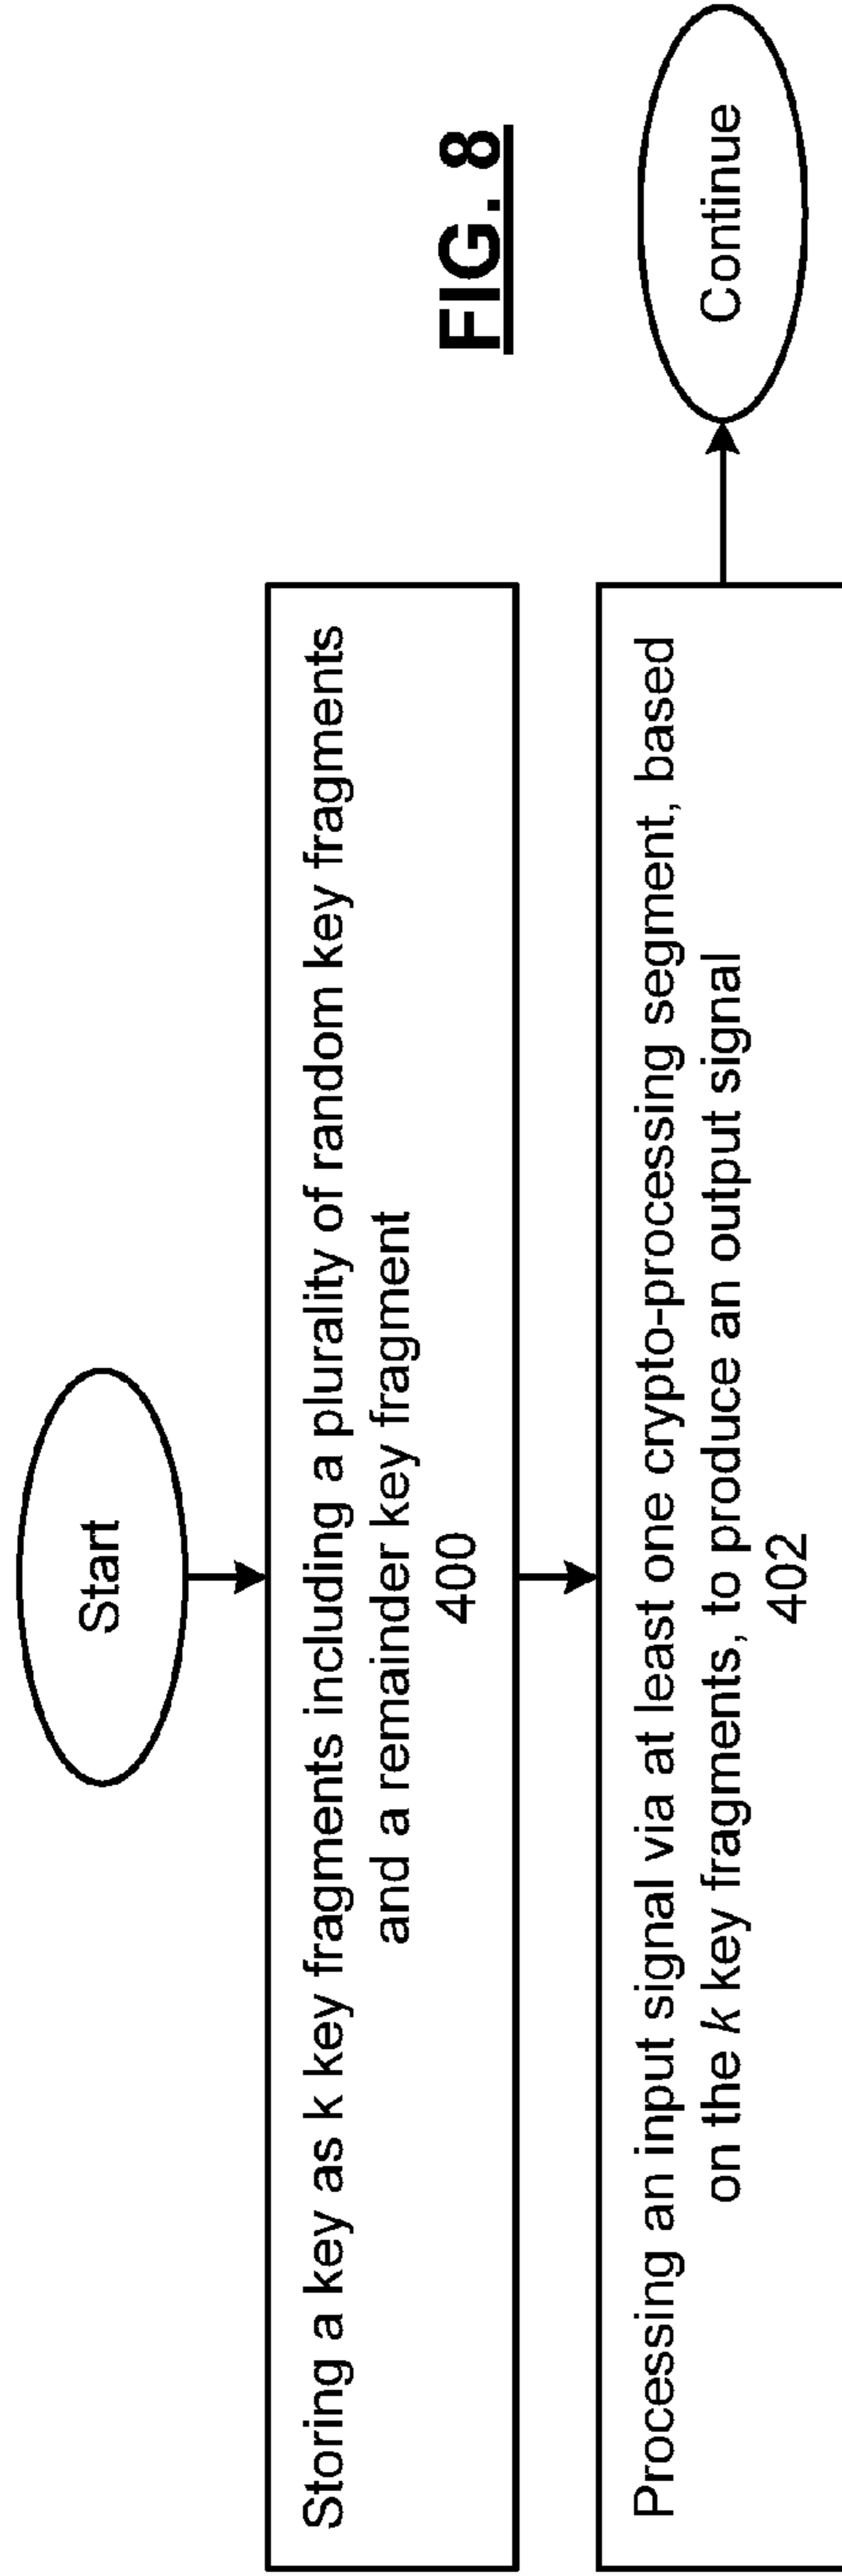 Start
Storing a key as k key fragments including a plurality of random key fragments
and a remainder key fragment
400
Processing an input signal via at least one crypto-processing segment, based
on the k key fragments, to produce an output signal
402
Continue
FIG. 8